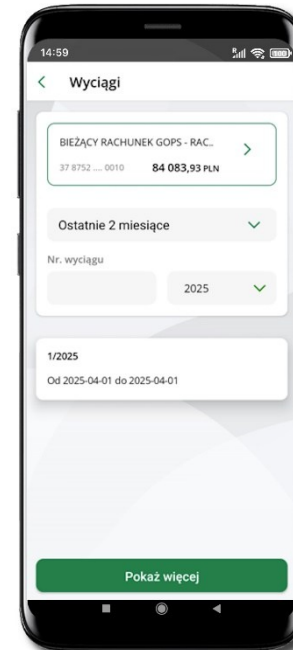 14:59
Wyciągi
BIEŻĄCY RACHUNEK GOPS - RAC..
37 8752 .... 0010 84 083,93 PLN
Ostatnie 2 miesiące
Nr. wyciągu
2025
1/2025
Od 2025-04-01 do 2025-04-01
Pokaż więcej